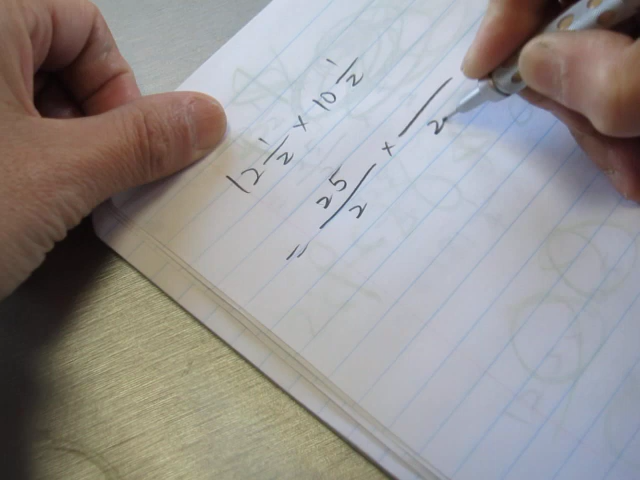 12 1/2 × 10 1/2
= 25/2 × /2